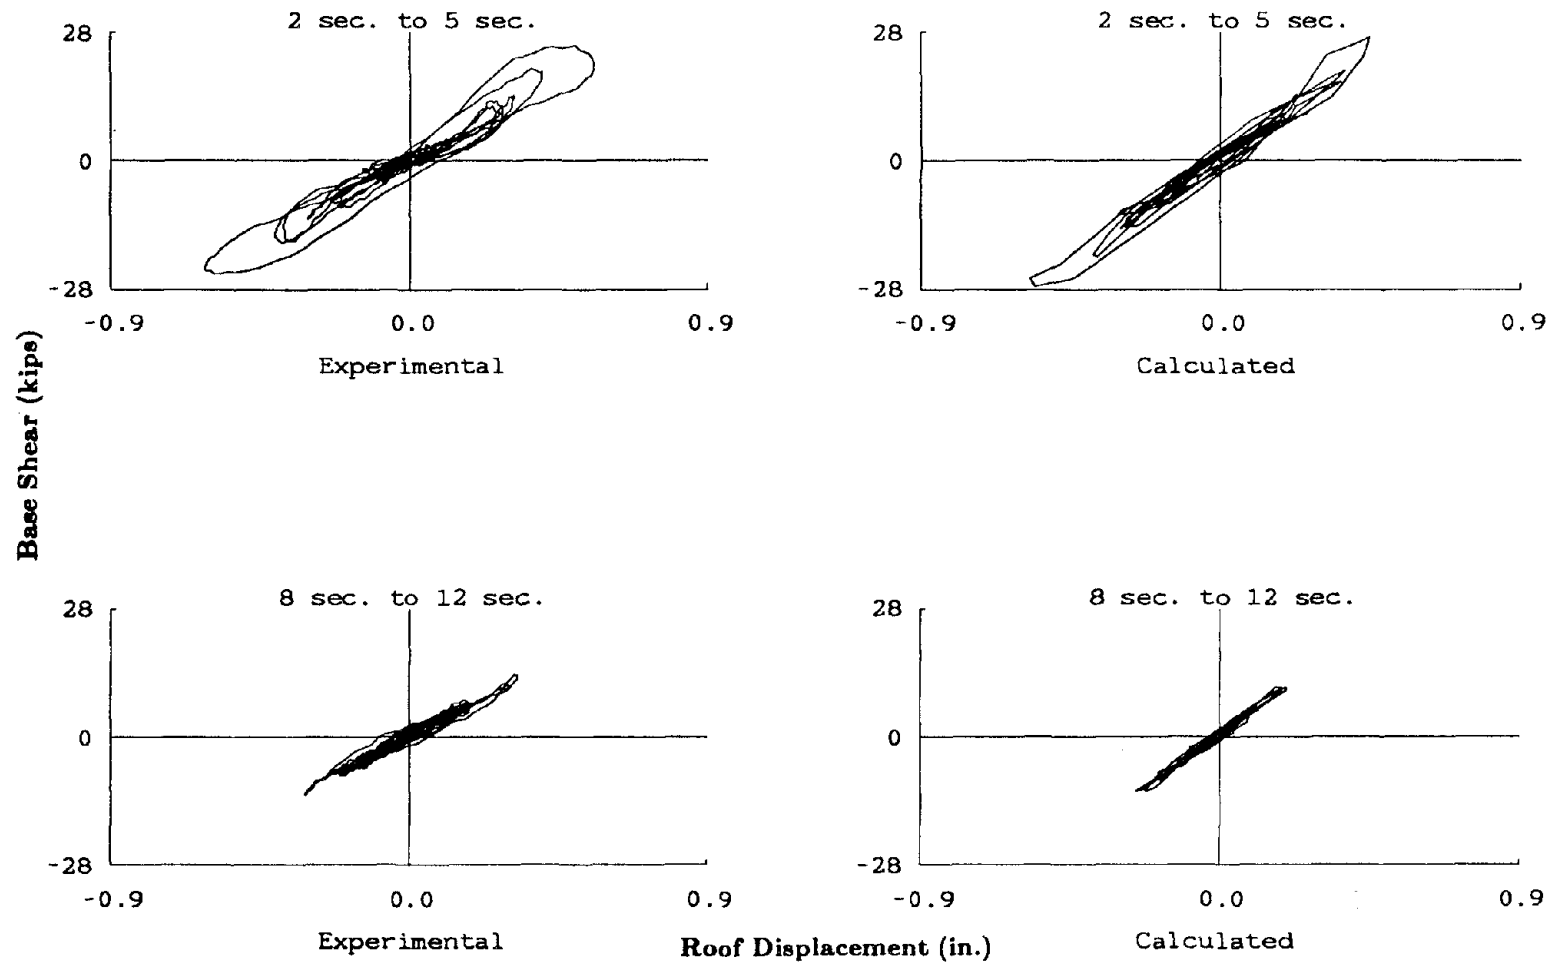 2 sec. to 5 sec.
28
0
-28
-0.9 0.0 0.9
Experimental
2 sec. to 5 sec.
28
0
-28
-0.9 0.0 0.9
Calculated
Base Shear (kips)
8 sec. to 12 sec.
28
0
-28
-0.9 0.0 0.9
Experimental
8 sec. to 12 sec.
28
0
-28
-0.9 0.0 0.9
Calculated
Roof Displacement (in.)